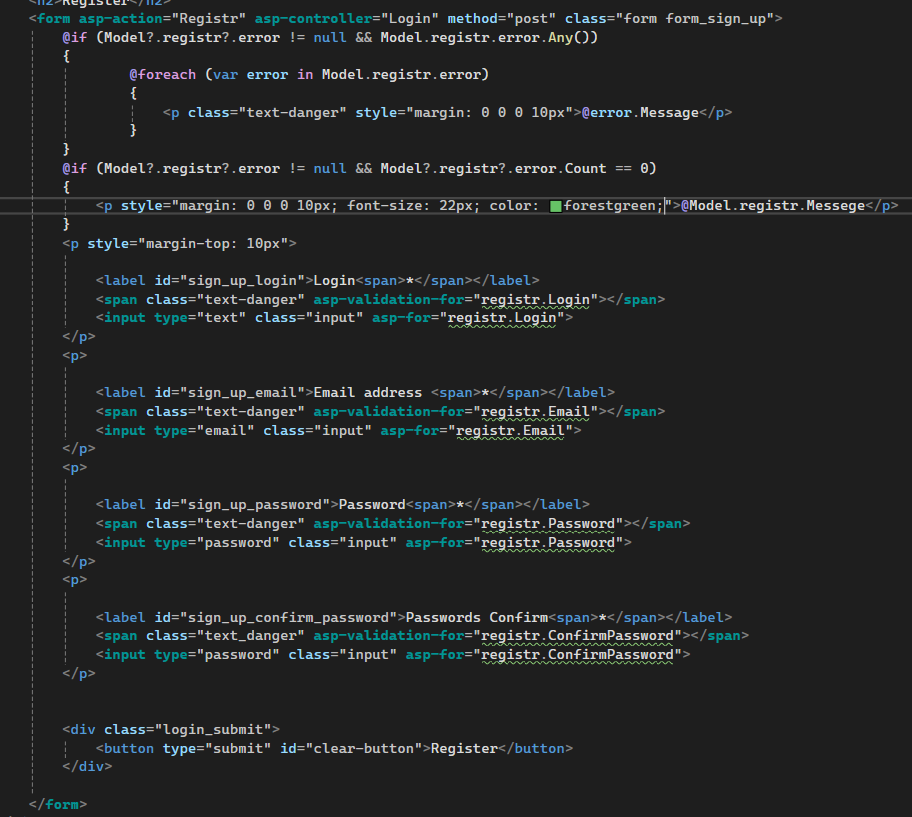 <h2>Register</h2>
<form asp-action="Registr" asp-controller="Login" method="post" class="form form_sign_up">
@if (Model?.registr?.error != null && Model.registr.error.Any())
{
@foreach (var error in Model.registr.error)
{
<p class="text-danger" style="margin: 0 0 0 10px">@error.Message</p>
}
}
@if (Model?.registr?.error != null && Model?.registr?.error.Count == 0)
{
<p style="margin: 0 0 0 10px; font-size: 22px; color: forestgreen;">@Model.registr.Messege</p>
}
<p style="margin-top: 10px">
<label id="sign_up_login">Login<span>*</span></label>
<span class="text-danger" asp-validation-for="registr.Login"></span>
<input type="text" class="input" asp-for="registr.Login">
</p>
<p>
<label id="sign_up_email">Email address <span>*</span></label>
<span class="text-danger" asp-validation-for="registr.Email"></span>
<input type="email" class="input" asp-for="registr.Email">
</p>
<p>
<label id="sign_up_password">Password<span>*</span></label>
<span class="text-danger" asp-validation-for="registr.Password"></span>
<input type="password" class="input" asp-for="registr.Password">
</p>
<p>
<label id="sign_up_confirm_password">Passwords Confirm<span>*</span></label>
<span class="text_danger" asp-validation-for="registr.ConfirmPassword"></span>
<input type="password" class="input" asp-for="registr.ConfirmPassword">
</p>
<div class="login_submit">
<button type="submit" id="clear-button">Register</button>
</div>
</form>